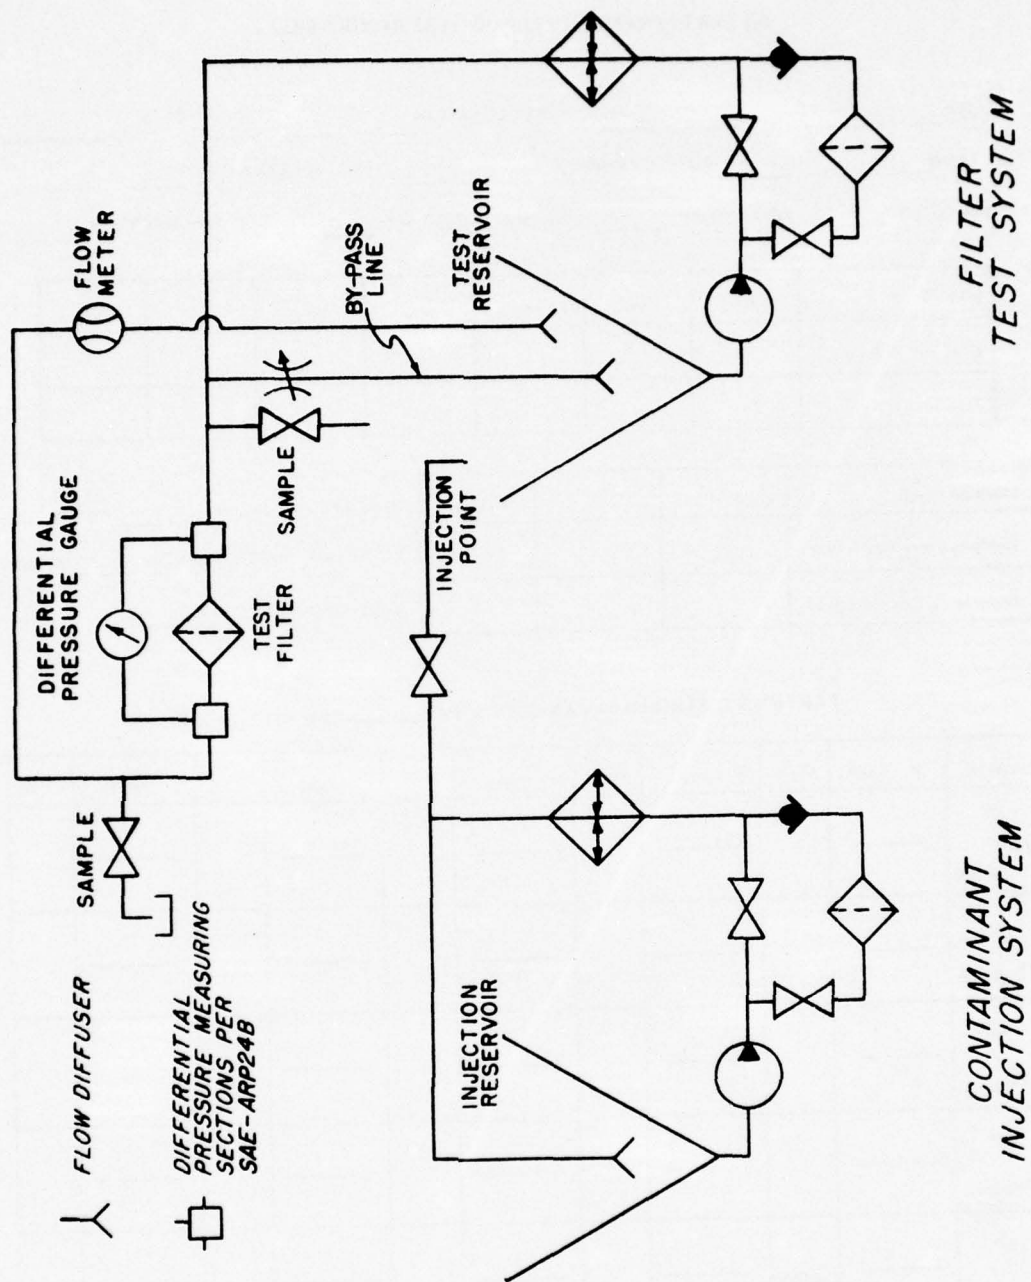 FLOW DIFFUSER
DIFFERENTIAL
PRESSURE MEASURING
SECTIONS PER
SAE-ARP24B
SAMPLE
DIFFERENTIAL
PRESSURE GAUGE
TEST
FILTER
SAMPLE
FLOW
METER
BY-PASS
LINE
TEST
RESERVOIR
INJECTION
POINT
INJECTION
RESERVOIR
CONTAMINANT
INJECTION SYSTEM
FILTER
TEST SYSTEM